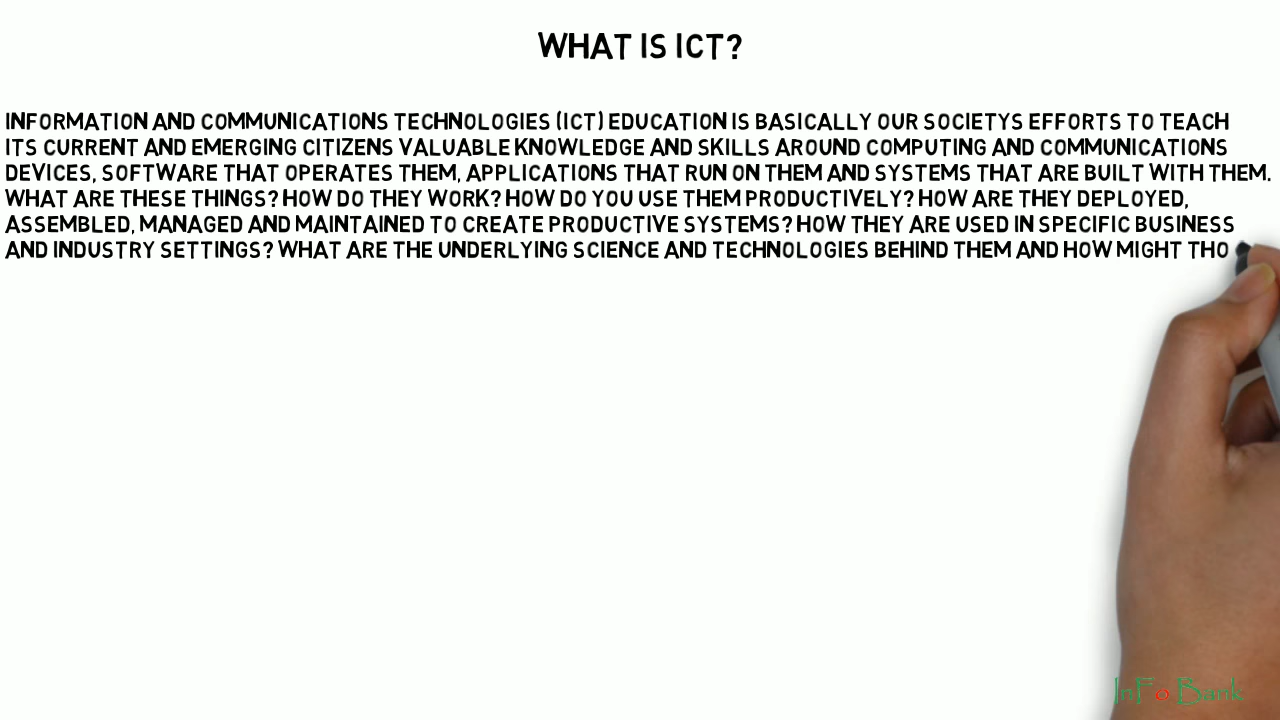 WHAT IS ICT?
INFORMATION AND COMMUNICATIONS TECHNOLOGIES (ICT) EDUCATION IS BASICALLY OUR SOCIETYS EFFORTS TO TEACH
ITS CURRENT AND EMERGING CITIZENS VALUABLE KNOWLEDGE AND SKILLS AROUND COMPUTING AND COMMUNICATIONS
DEVICES, SOFTWARE THAT OPERATES THEM, APPLICATIONS THAT RUN ON THEM AND SYSTEMS THAT ARE BUILT WITH THEM.
WHAT ARE THESE THINGS? HOW DO THEY WORK? HOW DO YOU USE THEM PRODUCTIVELY? HOW ARE THEY DEPLOYED,
ASSEMBLED, MANAGED AND MAINTAINED TO CREATE PRODUCTIVE SYSTEMS? HOW THEY ARE USED IN SPECIFIC BUSINESS
AND INDUSTRY SETTINGS? WHAT ARE THE UNDERLYING SCIENCE AND TECHNOLOGIES BEHIND THEM AND HOW MIGHT THO
InFo Bank